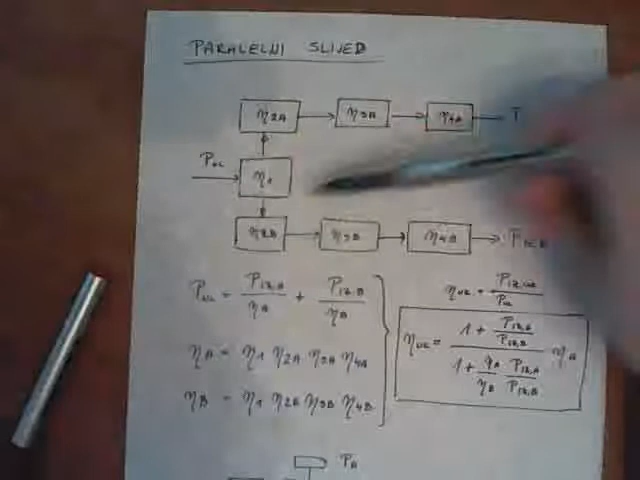 PARALELNI SLIJED
η2A η3A η4A
Pul η1
η2B η3B η4B Piz,B
Pul = Piz,A/ηA + Piz,B/ηB
ηA = η1 η2A η3A η4A
ηB = η1 η2B η3B η4B
ηuk = Piz,uk/Pul
ηuk = (1 + Piz,A/Piz,B)/(1 + ηA/ηB Piz,A/Piz,B) ηA
PA